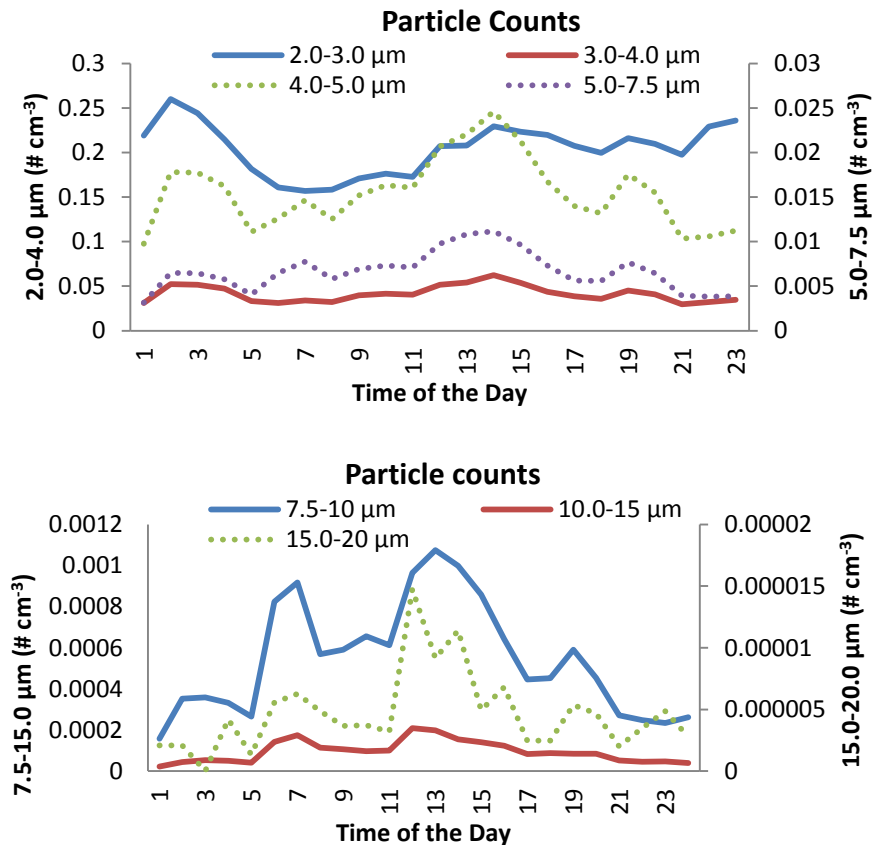 Particle Counts
2.0-3.0 µm
3.0-4.0 µm
4.0-5.0 µm
5.0-7.5 µm
0.3
0.25
0.2
0.15
0.1
0.05
0
0.03
0.025
0.02
0.015
0.01
0.005
0
2.0-4.0 µm (# cm-3)
5.0-7.5 µm (# cm-3)
1 3 5 7 9 11 13 15 17 19 21 23
Time of the Day
Particle counts
7.5-10 µm
10.0-15 µm
15.0-20 µm
0.0012
0.001
0.0008
0.0006
0.0004
0.0002
0
0.00002
0.000015
0.00001
0.000005
0
7.5-15.0 µm (# cm-3)
15.0-20.0 µm (# cm-3)
1 3 5 7 9 11 13 15 17 19 21 23
Time of the Day